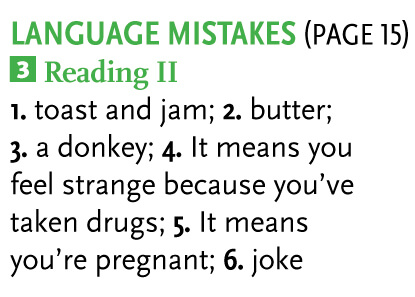 LANGUAGE MISTAKES (PAGE 15)
3 Reading II
1. toast and jam; 2. butter;
3. a donkey; 4. It means you
feel strange because you’ve
taken drugs; 5. It means
you’re pregnant; 6. joke